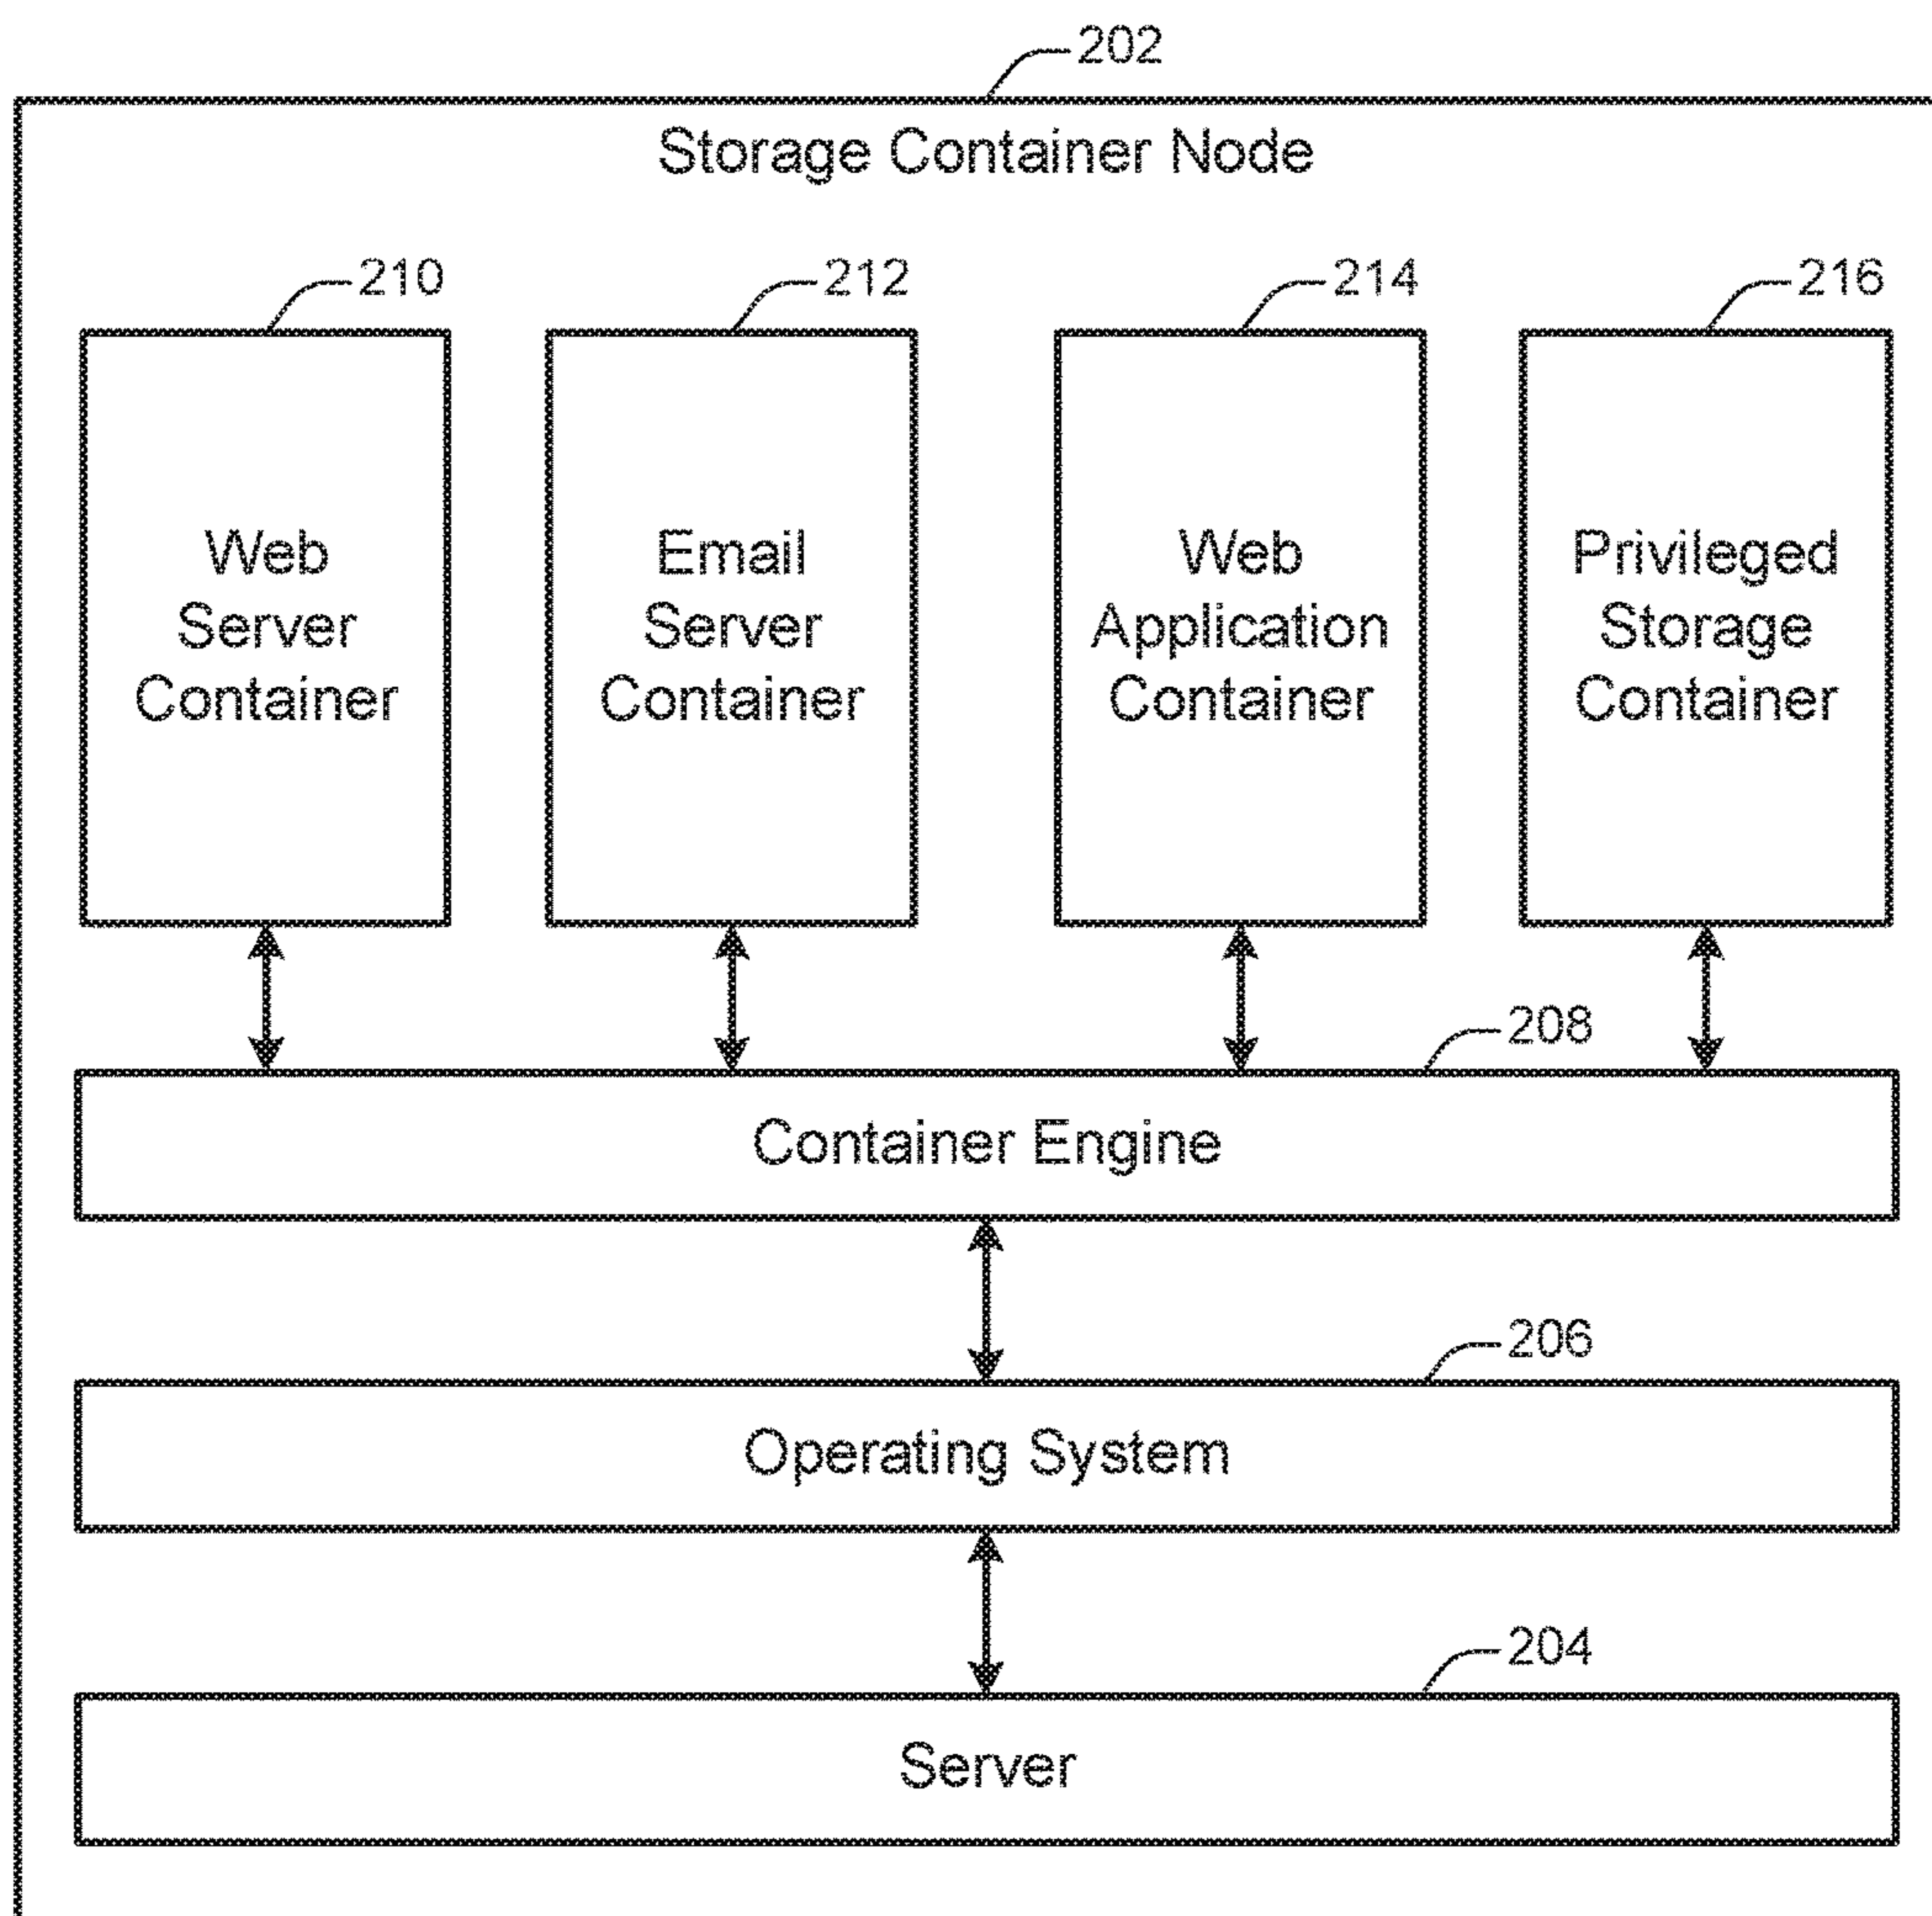 202
Storage Container Node
210
212
214
216
Web
Server
Container
Email
Server
Container
Web
Application
Container
Privileged
Storage
Container
208
Container Engine
206
Operating System
204
Server